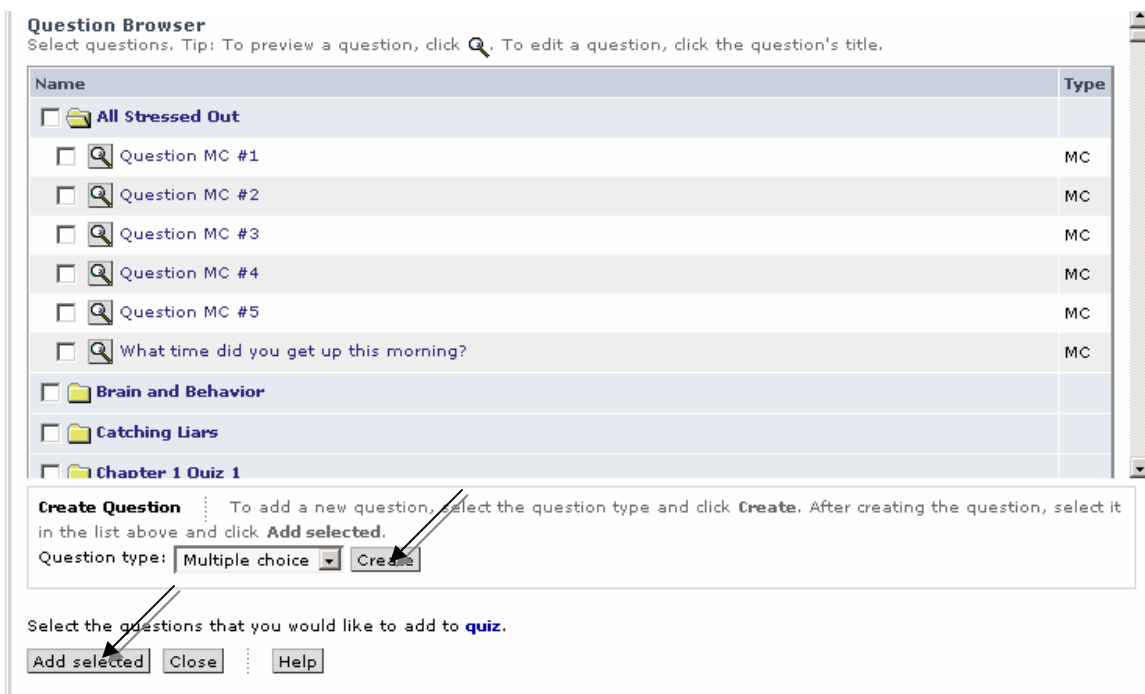 Question Browser
Select questions. Tip: To preview a question, click . To edit a question, click the question's title.
Name Type
All Stressed Out
Question MC #1 MC
Question MC #2 MC
Question MC #3 MC
Question MC #4 MC
Question MC #5 MC
What time did you get up this morning? MC
Brain and Behavior
Catching Liars
Chapter 1 Quiz 1
Create Question To add a new question, select the question type and click Create. After creating the question, select it
in the list above and click Add selected.
Question type: Multiple choice Create
Select the questions that you would like to add to quiz.
Add selected Close Help